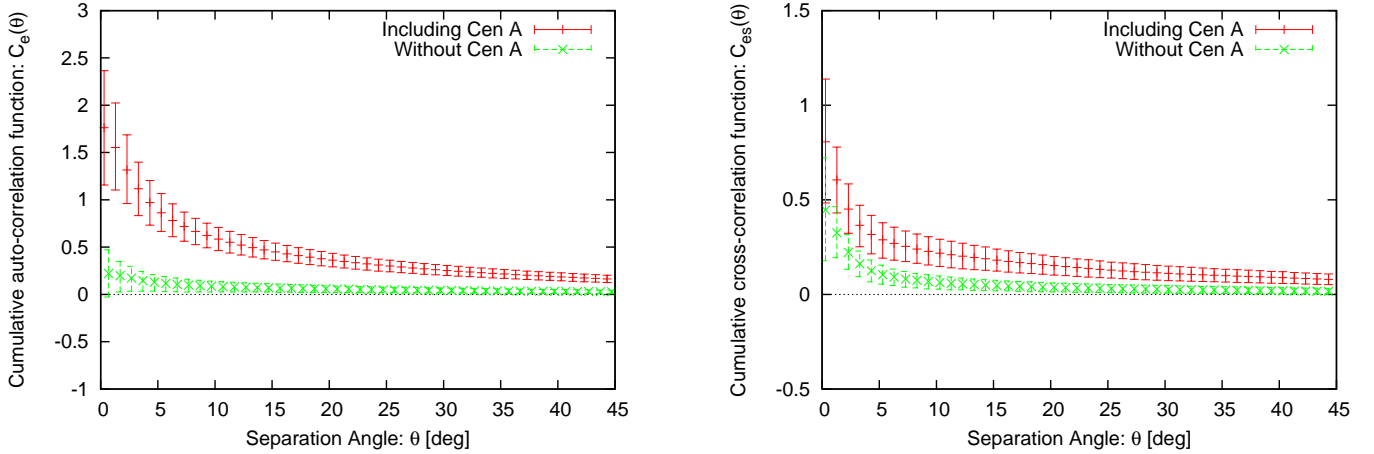 Cumulative auto-correlation function: Ce(θ)
3
2.5
2
1.5
1
0.5
0
-0.5
-1
Including Cen A
Without Cen A
0 5 10 15 20 25 30 35 40 45
Separation Angle: θ [deg]
Cumulative cross-correlation function: Ces(θ)
1.5
1
0.5
0
-0.5
Including Cen A
Without Cen A
0 5 10 15 20 25 30 35 40 45
Separation Angle: θ [deg]